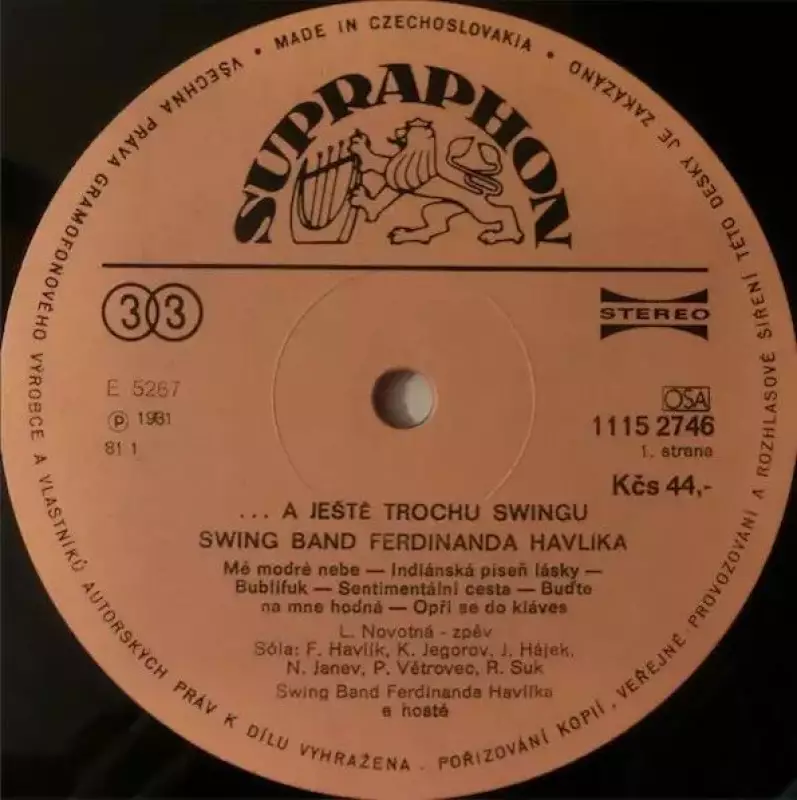 VŠECHNA PRÁVA GRAMOFONOVÉHO VÝROBCE A VLASTNÍKŮ AUTORSKÝCH PRÁV K DÍLU VYHRAŽENA. POŘIZOVÁNÍ KOPIÍ, VEŘEJNÉ PROVOZOVÁNÍ A ROZHLASOVÉ ŠÍŘENÍ TÉTO DESKY JE ZAKÁZÁNO • MADE IN CZECHOSLOVAKIA •
SUPRAPHON
33
STEREO
E 5267
Ⓟ 1981
81 1
OSA
1115 2746
1. strana
Kčs 44,-
... A JEŠTĚ TROCHU SWINGU
SWING BAND FERDINANDA HAVLÍKA
Mé modré nebe — Indiánská píseň lásky —
Bublifuk — Sentimentální cesta — Buďte
na mne hodná — Opři se do kláves
L. Novotná - zpěv
Sóla: F. Havlík, K. Jegorov, J. Hájek,
N. Janev, P. Větrovec, R. Suk
Swing Band Ferdinanda Havlíka
a hosté